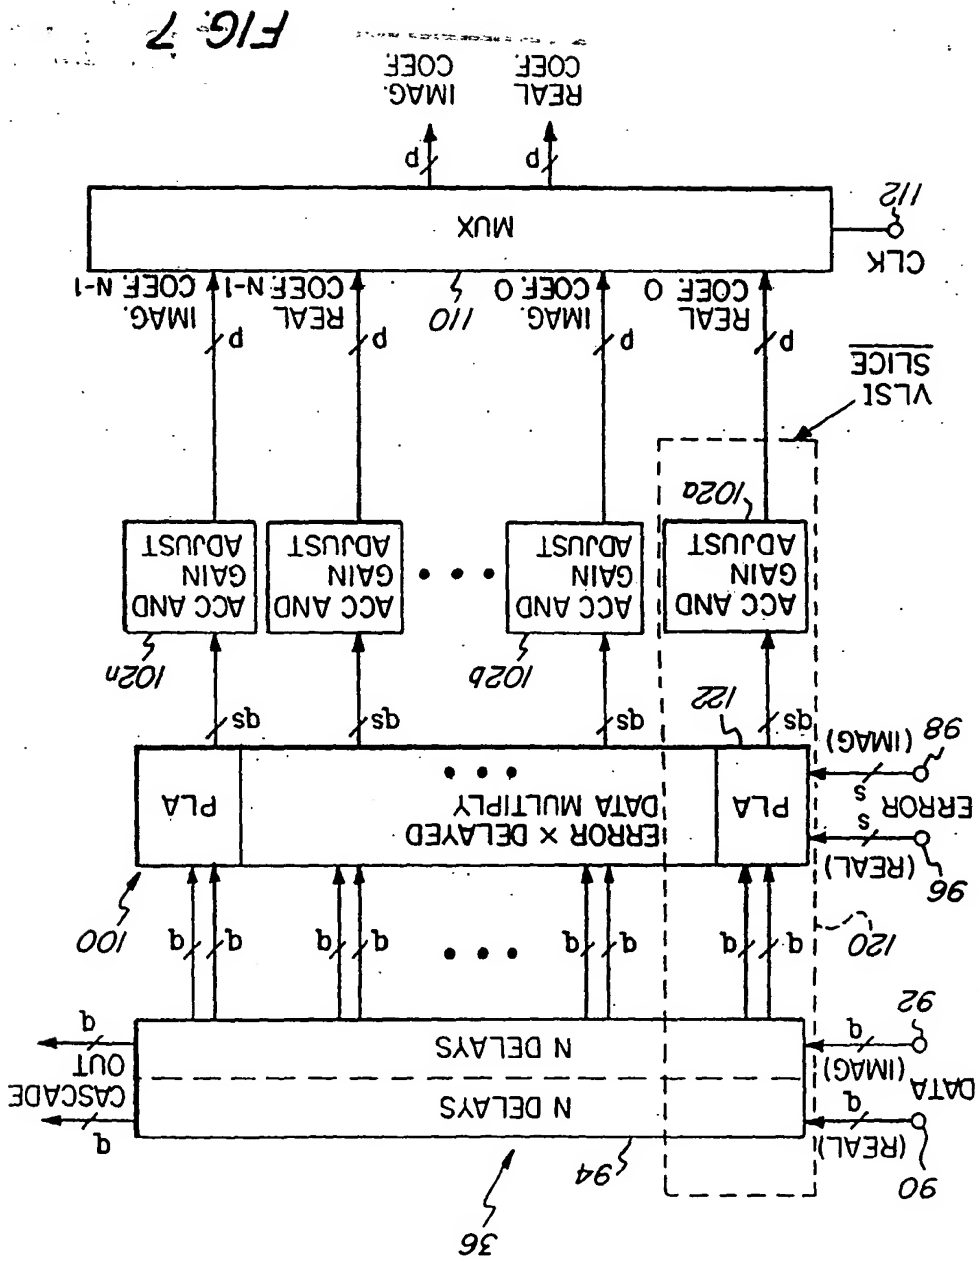 36
90
94
(REAL)
b
N DELAYS
b
CASCADE
DATA
OUT
(IMAG)
b
N DELAYS
b
92
120
b b
b b
• • •
b b
b b
100
96
(REAL)
s
ERROR
s
(IMAG)
98
PLA
ERROR × DELAYED
DATA MULTIPLY
• • •
PLA
122
sb
sb
sb
sb
102b
102n
ACC AND
GAIN
ADJUST
ACC AND
GAIN
ADJUST
• • •
ACC AND
GAIN
ADJUST
ACC AND
GAIN
ADJUST
102a
VLSI
SLICE
p
p
p
p
REAL
COEF. 0
IMAG.
COEF. 0
110
REAL
COEF. N-1
IMAG.
COEF. N-1
CLK
112
MUX
p
p
REAL
COEF.
IMAG.
COEF.
FIG. 7